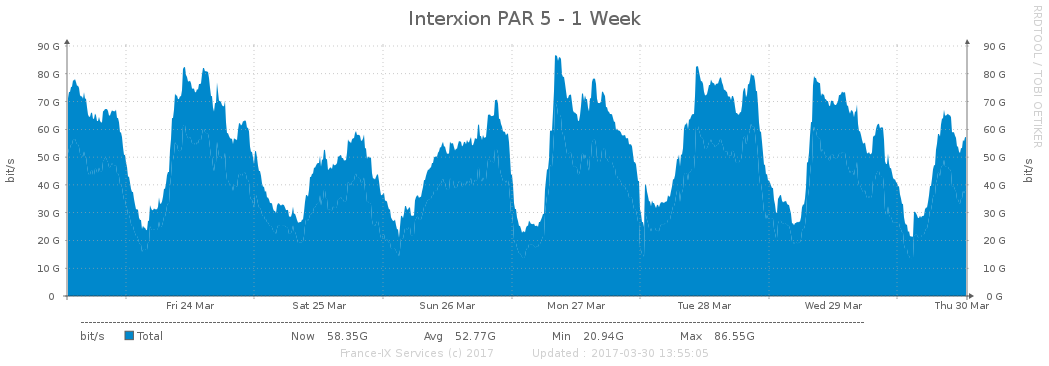 Interxion PAR 5 - 1 Week
RRDTOOL / TOBI OETIKER
90 G 90 G
80 G 80 G
70 G 70 G
60 G 60 G
50 G 50 G
40 G 40 G
30 G 30 G
20 G 20 G
10 G 10 G
0 0 G
bit/s bit/s
Fri 24 Mar Sat 25 Mar Sun 26 Mar Mon 27 Mar Tue 28 Mar Wed 29 Mar Thu 30 Mar
bit/s Total Now 58.35G Avg 52.77G Min 20.94G Max 86.55G
France-IX Services (c) 2017 Updated : 2017-03-30 13:55:05